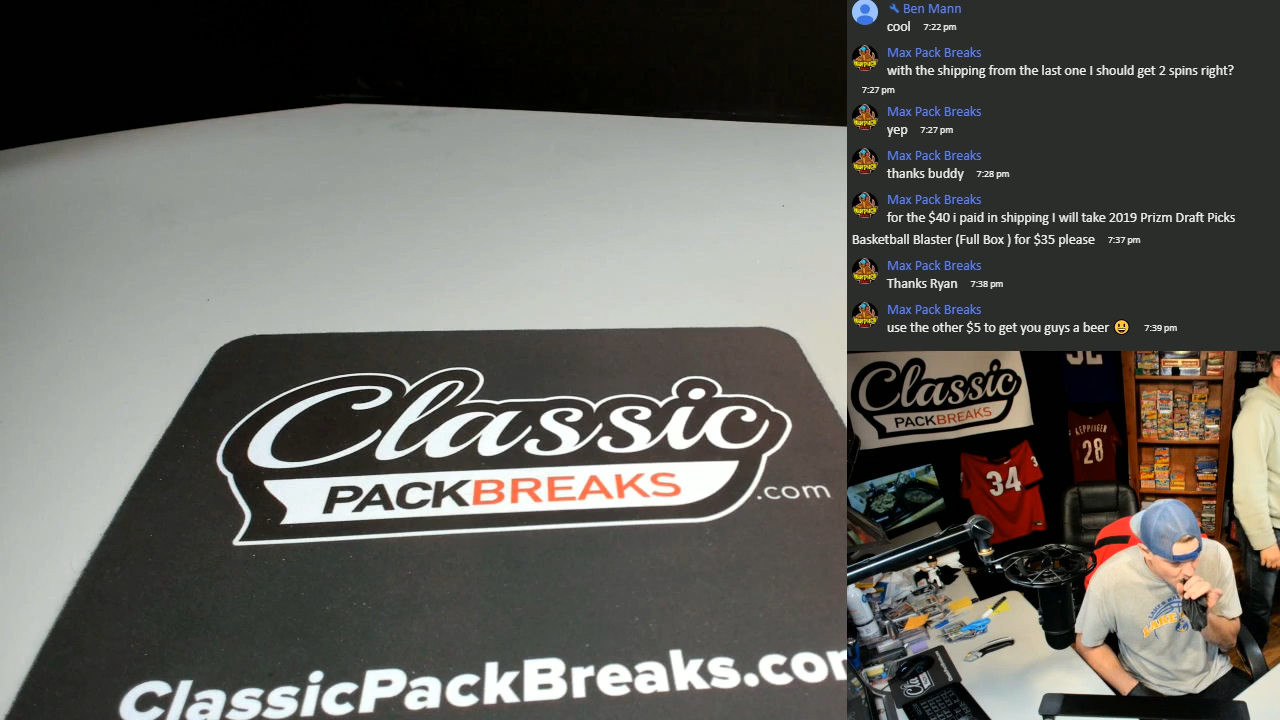 Ben Mann
cool 7:22 pm
Max Pack Breaks
with the shipping from the last one I should get 2 spins right?
7:27 pm
Max Pack Breaks
yep 7:27 pm
Max Pack Breaks
thanks buddy 7:28 pm
Max Pack Breaks
for the $40 i paid in shipping I will take 2019 Prizm Draft Picks
Basketball Blaster (Full Box ) for $35 please 7:37 pm
Max Pack Breaks
Thanks Ryan 7:38 pm
Max Pack Breaks
use the other $5 to get you guys a beer 😀 7:39 pm
Classic
PACKBREAKS.com
ClassicPackBreaks.com
Classic
PACKBREAKS
KEPPINGER
28
34
3
Classic